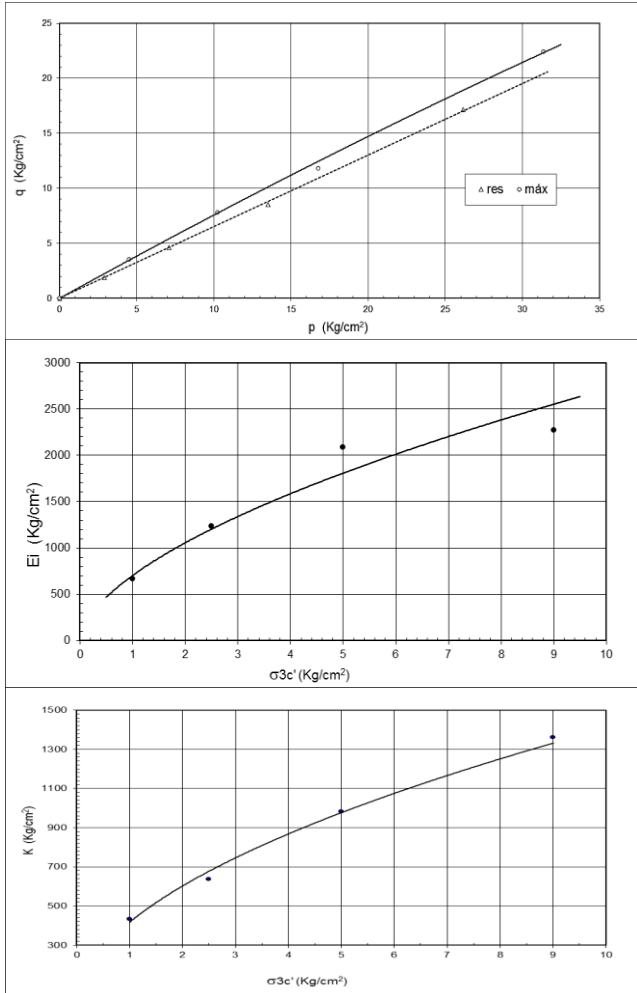 25
20
15
10
5
0
q (Kg/cm²)
res máx
0 5 10 15 20 25 30 35
p (Kg/cm²)
3000
2500
2000
1500
1000
500
0
Ei (Kg/cm²)
0 1 2 3 4 5 6 7 8 9 10
σ3c'(Kg/cm²)
1500
1300
1100
900
700
500
300
K (Kg/cm²)
0 1 2 3 4 5 6 7 8 9 10
σ3c'(Kg/cm²)